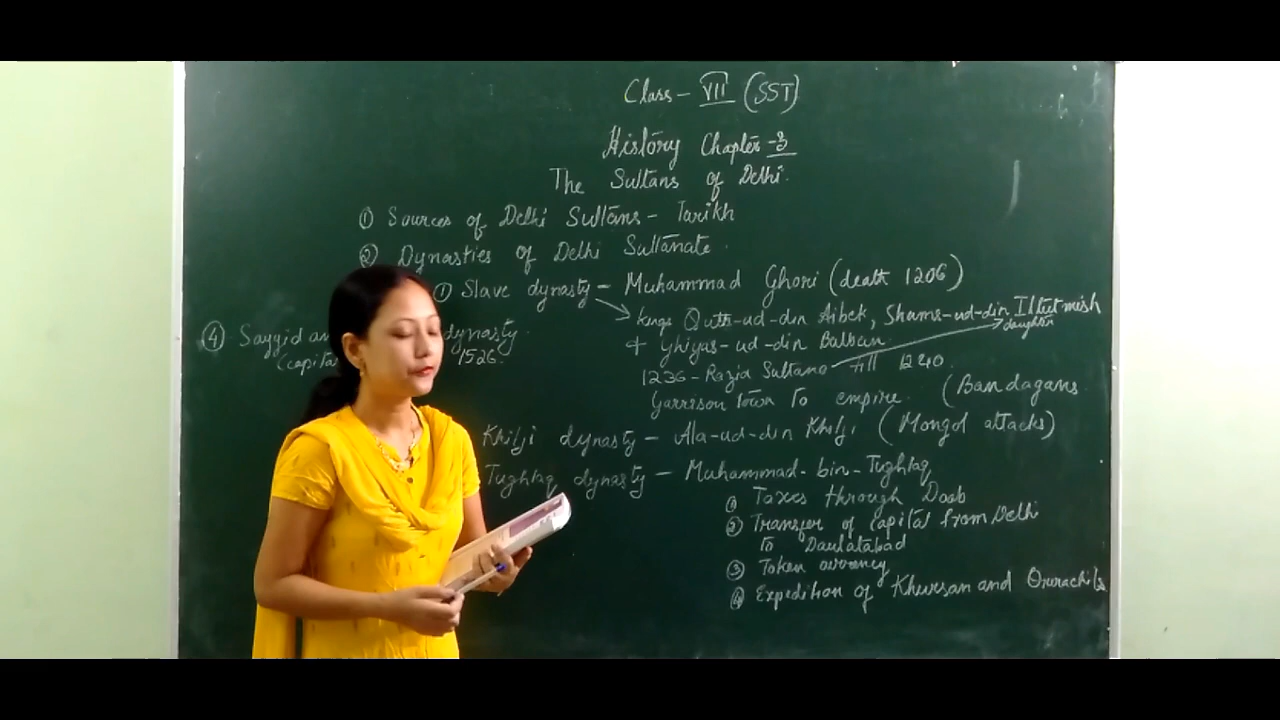 Class - VII (SST)
History Chapter - 3
The Sultans of Delhi.
① Sources of Delhi Sultans - Tarikh
② Dynasties of Delhi Sultanate.
① Slave dynasty - Muhammad Ghori (death 1206)
kings Qutb-ud-din Aibek, Shams-ud-din Iltutmish
+ Ghiyas-ud-din Balban
daughter
1236 - Razia Sultana - till 1240.
Garrison town to empire. (Bandagans
Khilji dynasty - Ala-ud-din Khilji (Mongol attacks)
Tughlaq dynasty - Muhammad-bin-Tughlaq
① Taxes through Doab
② Transfer of capital from Delhi
to Daulatabad
③ Token
④ Expedition of and
④ Sayyid dynasty.
1526.